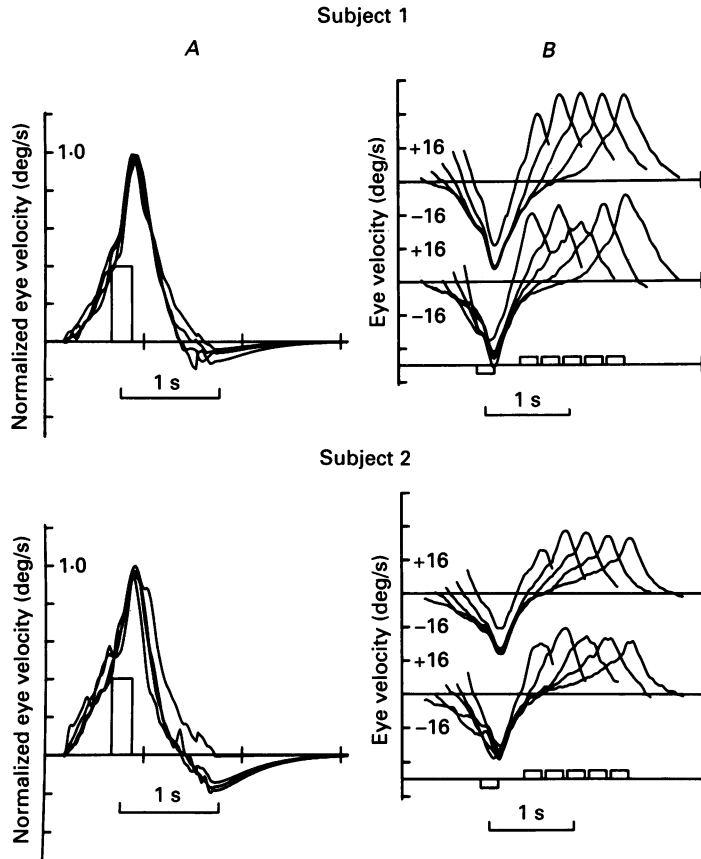 Subject 1
A
B
Normalized eye velocity (deg/s)
1·0
1 s
Eye velocity (deg/s)
+16
−16
+16
−16
1 s
Subject 2
Normalized eye velocity (deg/s)
1·0
1 s
Eye velocity (deg/s)
+16
−16
+16
−16
1 s